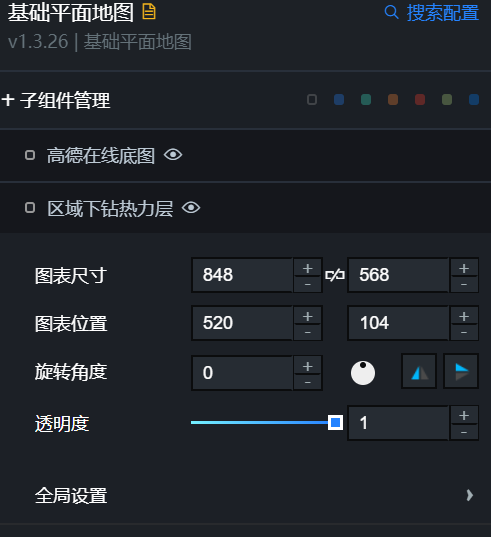 基础平面地图 搜索配置
v1.3.26 | 基础平面地图
+ 子组件管理
高德在线底图
区域下钻热力层
图表尺寸 848 + - 568 + -
图表位置 520 + - 104 + -
旋转角度 0 + -
透明度 1 + -
全局设置 ›